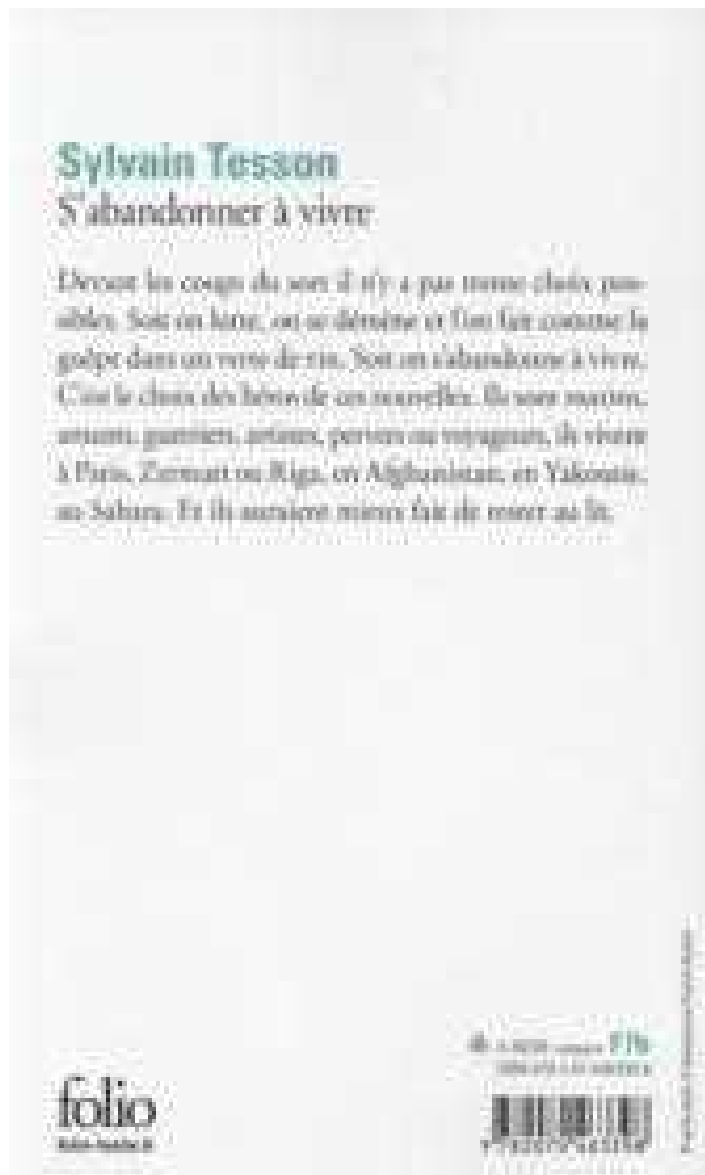 Sylvain Tesson
S'abandonner à vivre
Devant les coups du sort il n'y a pas trente choix pos-
sibles. Soit on lutte, on se démène et l'on fait comme la
guêpe dans un verre de vin. Soit on s'abandonne à vivre.
C'est le choix des héros de ces nouvelles. Ils sont marins,
amants, guerriers, artistes, pervers ou voyageurs, ils vivent
à Paris, Zermatt ou Riga, en Afghanistan, en Yakoutie,
au Sahara. Et ils auraient mieux fait de rester au lit.
folio